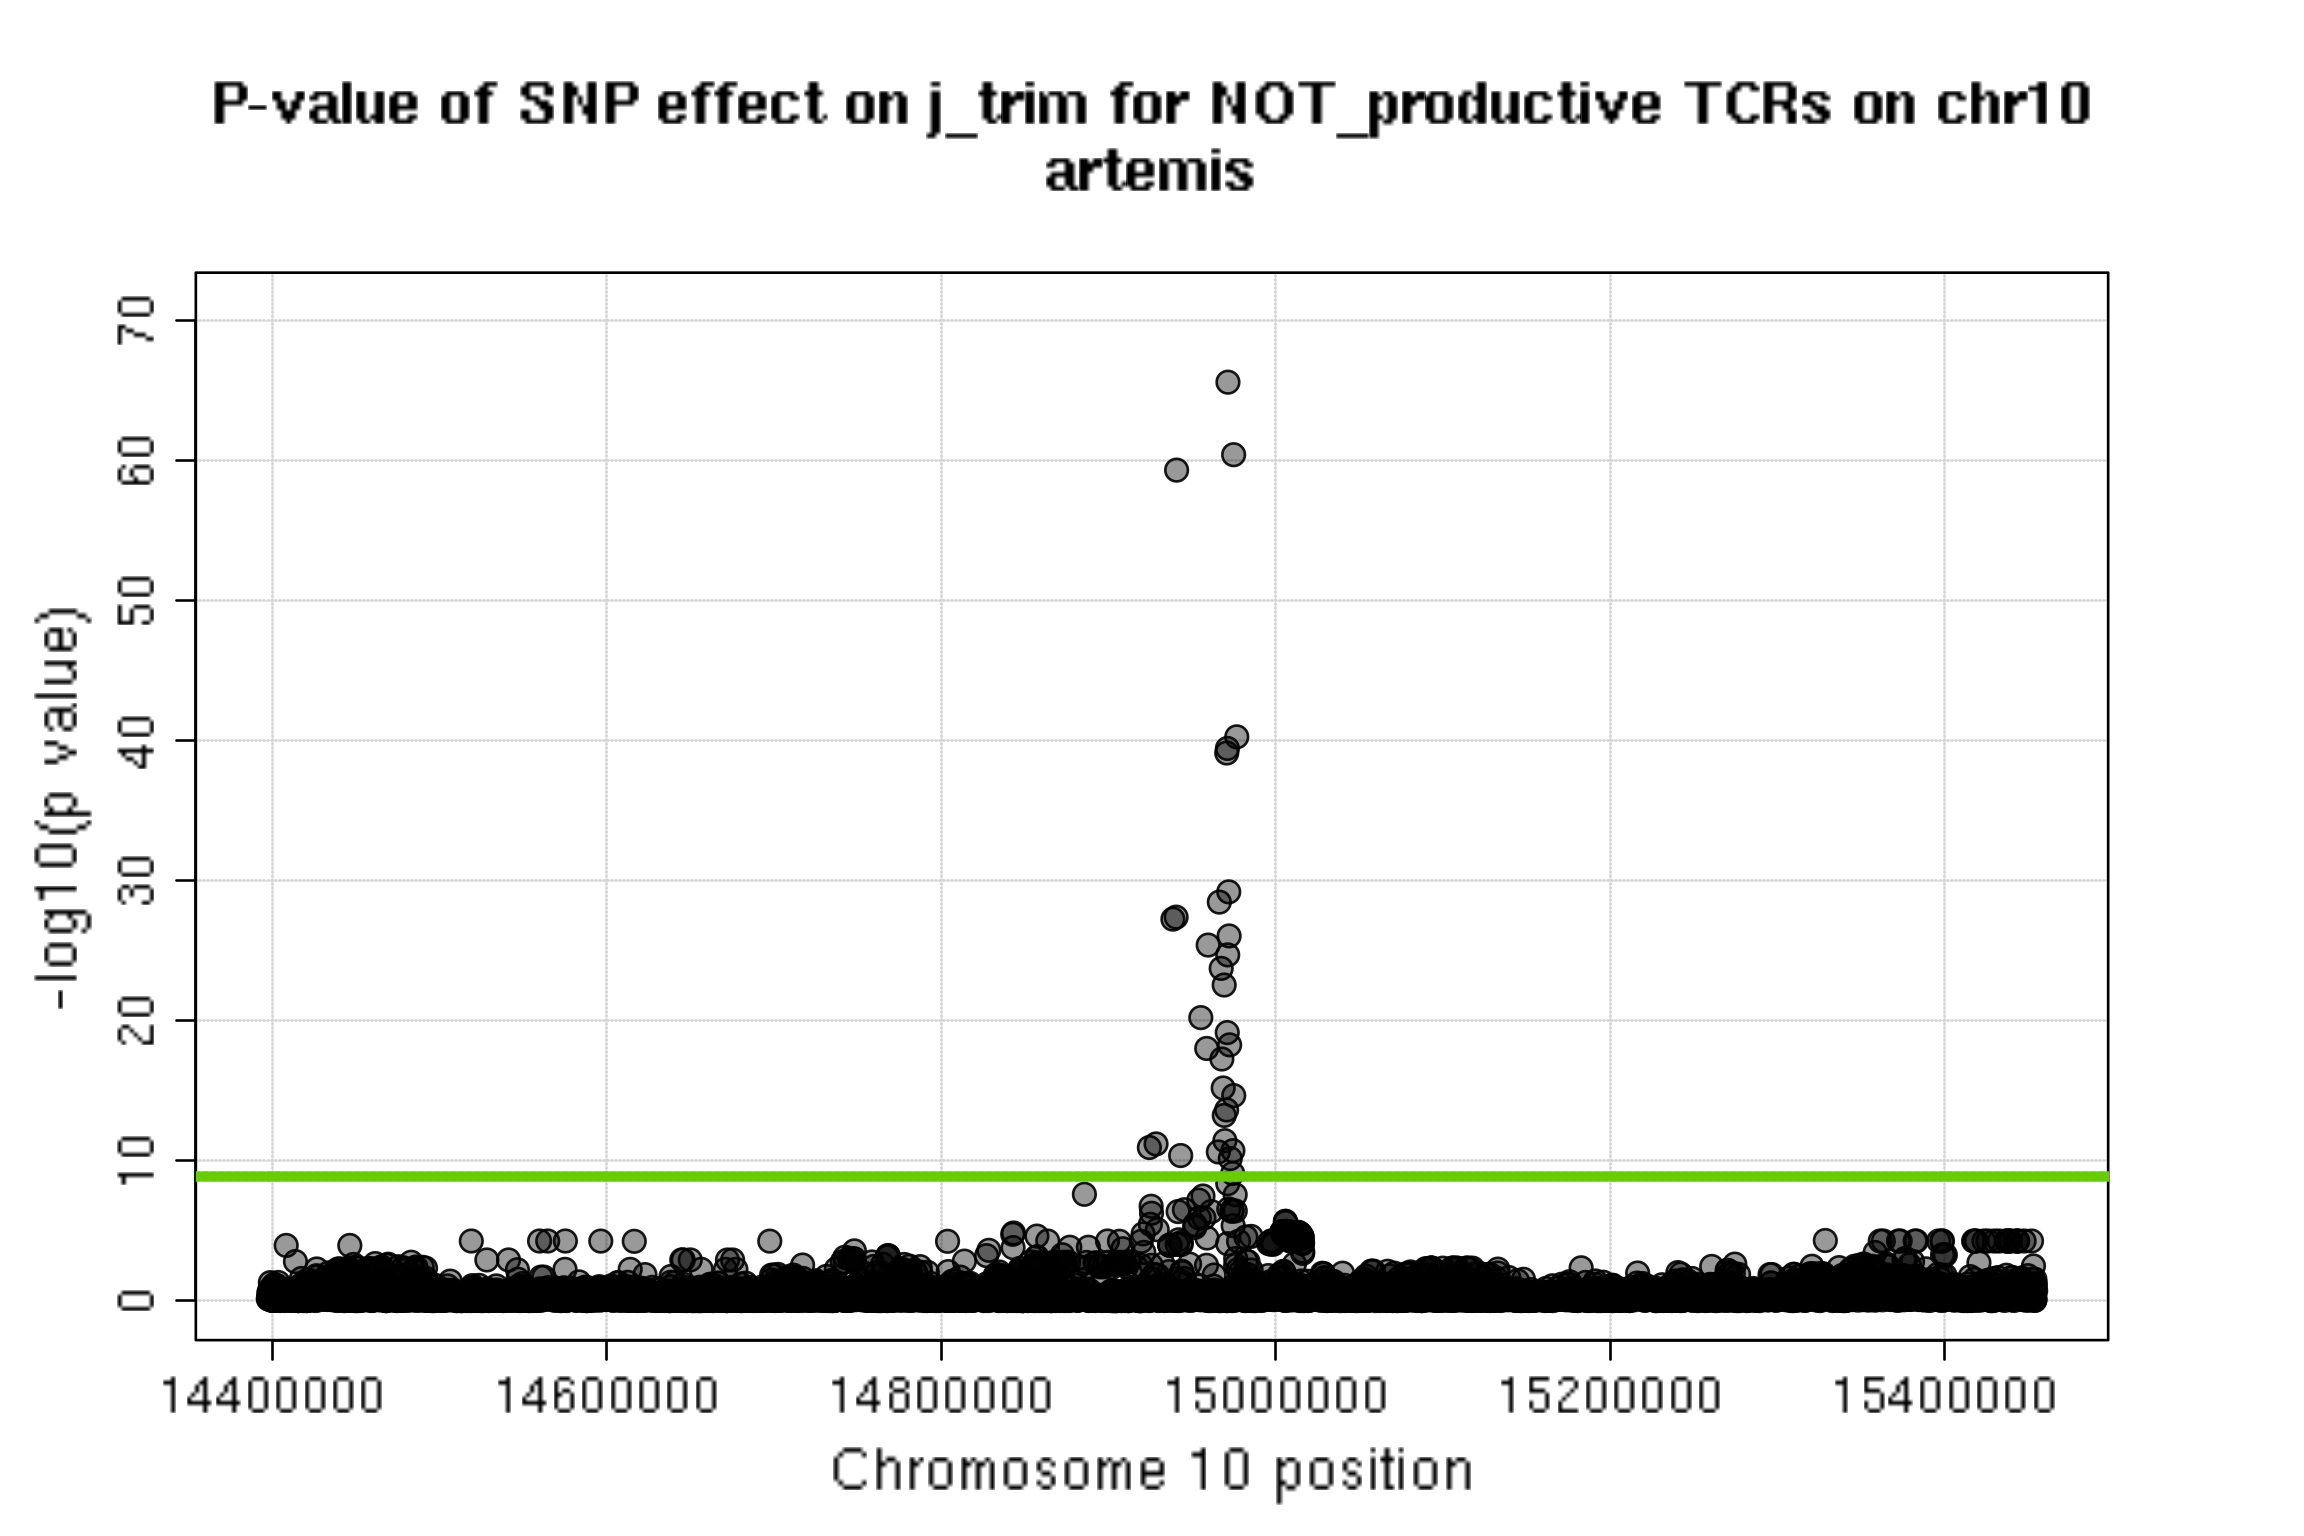 P-value of SNP effect on j_trim for NOT_productive TCRs on chr10
artemis
-log10(p value)
70
60
50
40
30
20
10
0
14400000 14600000 14800000 15000000 15200000 15400000
Chromosome 10 position